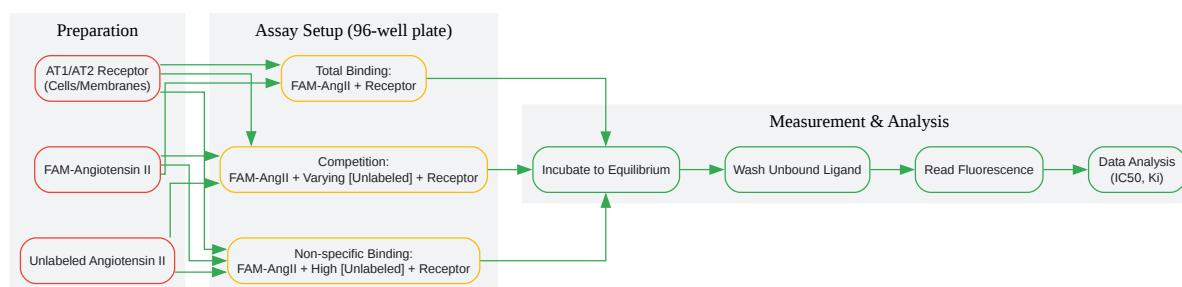 Preparation
AT1/AT2 Receptor
(Cells/Membranes)
FAM-Angiotensin II
Unlabeled Angiotensin II
Assay Setup (96-well plate)
Total Binding:
FAM-AngII + Receptor
Competition:
FAM-AngII + Varying [Unlabeled] + Receptor
Non-specific Binding:
FAM-AngII + High [Unlabeled] + Receptor
Measurement & Analysis
Incubate to Equilibrium
Wash Unbound Ligand
Read Fluorescence
Data Analysis
(IC50, Ki)